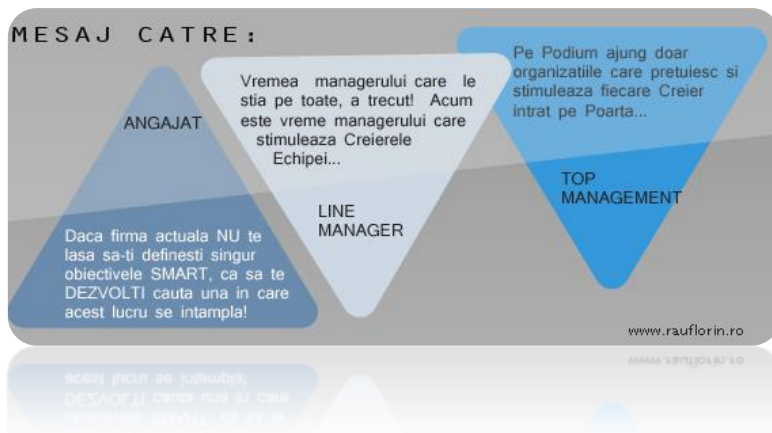 MESAJ CATRE:
ANGAJAT
Daca firma actuala NU te
lasa sa-ti definesti singur
obiectivele SMART, ca sa te
DEZVOLTI cauta una in care
acest lucru se intampla!
Vremea managerului care le
stia pe toate, a trecut! Acum
este vreme managerului care
stimuleaza Creierele
Echipei...
LINE
MANAGER
Pe Podium ajung doar
organizatiile care pretuiesc si
stimuleaza fiecare Creier
intrat pe Poarta...
TOP
MANAGEMENT
www.rauflorin.ro